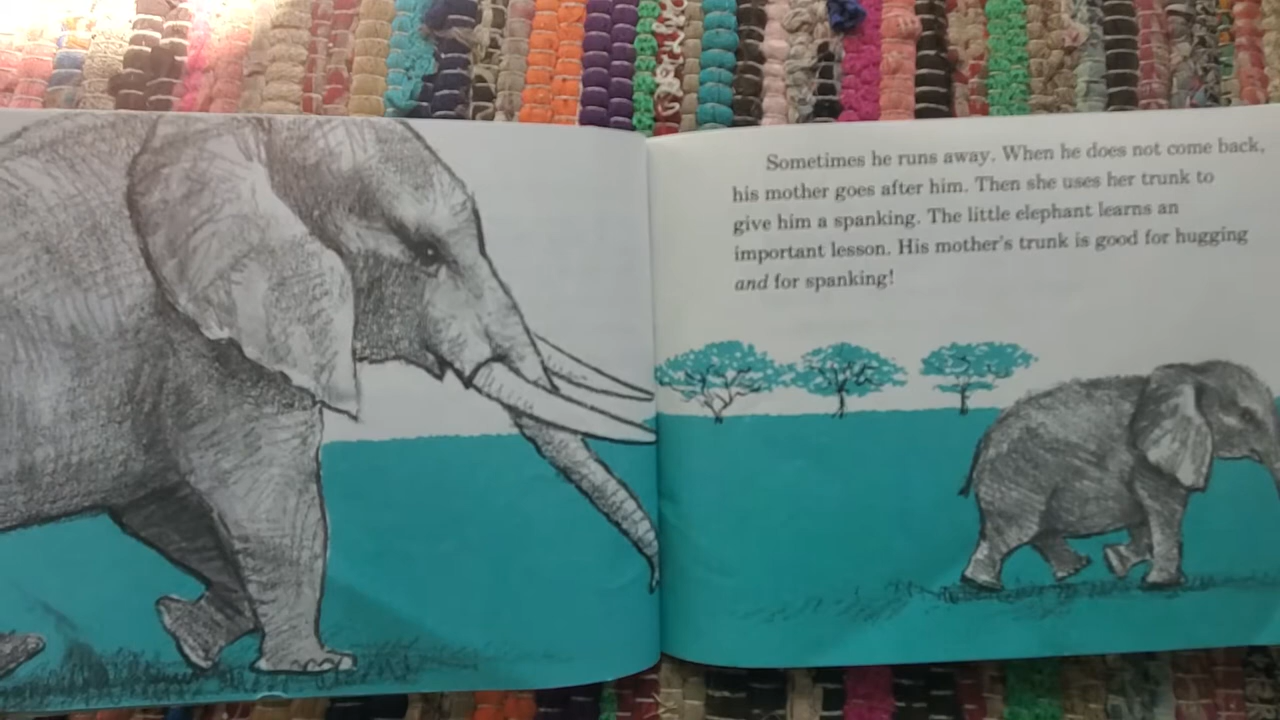 Sometimes he runs away. When he does not come back,
his mother goes after him. Then she uses her trunk to
give him a spanking. The little elephant learns an
important lesson. His mother's trunk is good for hugging
and for spanking!